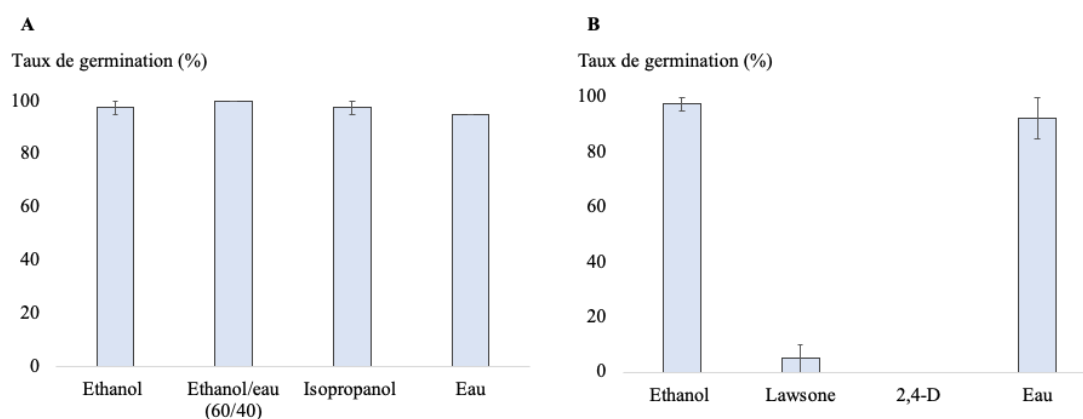 A
Taux de germination (%)
100
80
60
40
20
0
Ethanol
Ethanol/eau
(60/40)
Isopropanol
Eau
B
Taux de germination (%)
100
80
60
40
20
0
Ethanol
Lawsone
2,4-D
Eau